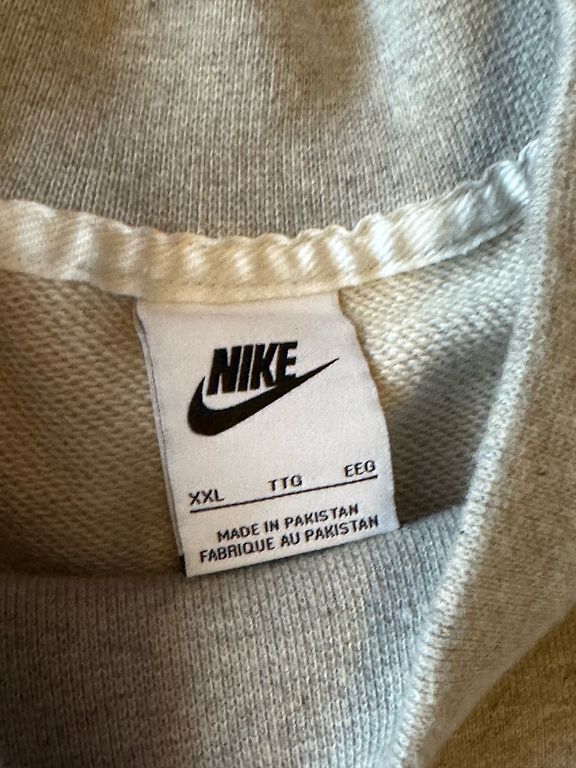 NIKE
XXL TTG EEG
MADE IN PAKISTAN
FABRIQUE AU PAKISTAN